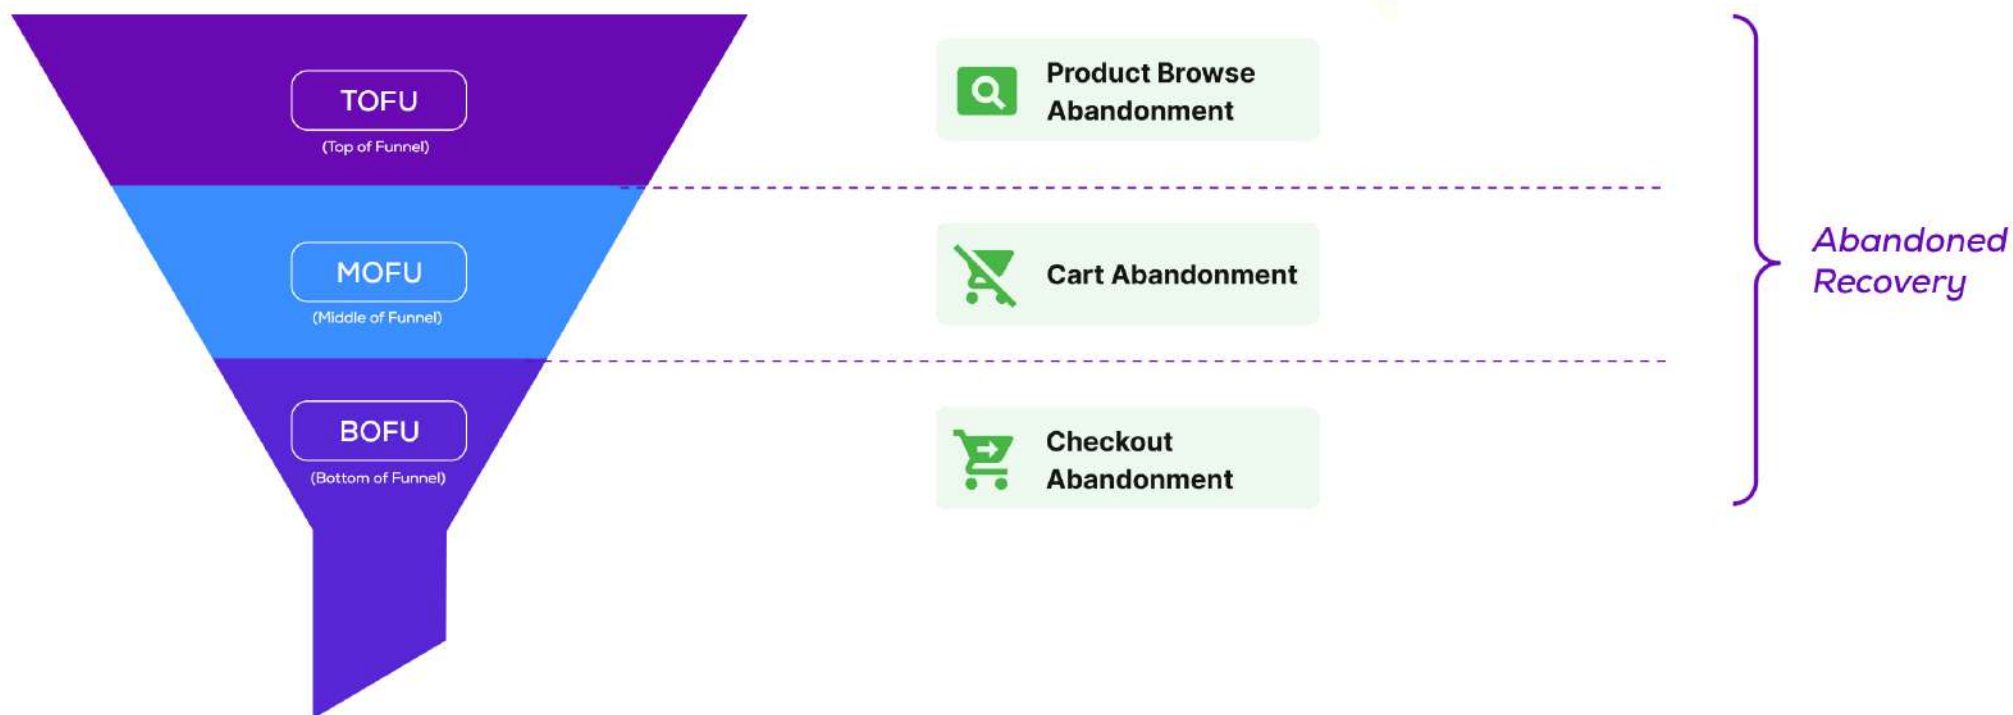 TOFU
(Top of Funnel)
Product Browse
Abandonment
MOFU
(Middle of Funnel)
Cart Abandonment
BOFU
(Bottom of Funnel)
Checkout
Abandonment
Abandoned
Recovery